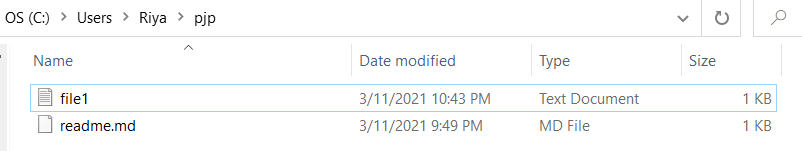 OS (C:) > Users > Riya > pjp
Name Date modified Type Size
file1 3/11/2021 10:43 PM Text Document 1 KB
readme.md 3/11/2021 9:49 PM MD File 1 KB